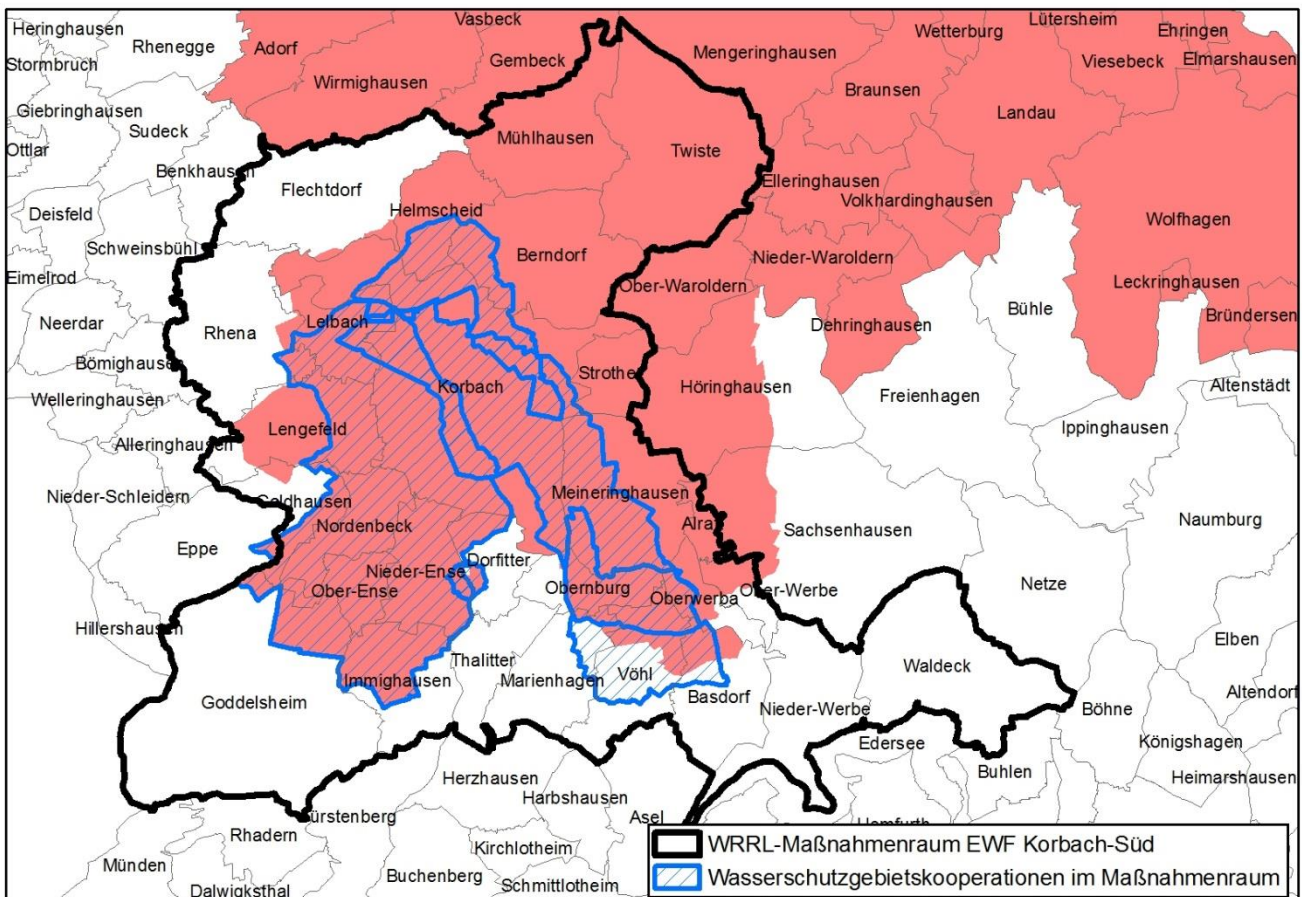 Heringhausen
Rhenegge
Vasbeck
Lütersheim
Ehringen
Adorf
Wetterburg
Stormbruch
Gembeck
Mengeringhausen
Viesebeck
Elmarshausen
Wirmighausen
Braunsen
Giebringhausen
Landau
Sudeck
Mühlhausen
Ottlar
Twiste
Benkhausen
Flechtdorf
Elleringhausen
Volkhardinghausen
Deisfeld
Helmscheid
Wolfhagen
Schweinsbühl
Berndorf
Nieder-Waroldern
Eimelrod
Ober-Waroldern
Leckringhausen
Bühle
Neerdar
Rhena
Lelbach
Dehringhausen
Bründersen
Bömighausen
Strothe
Korbach
Höringhausen
Altenstädt
Welleringhausen
Freienhagen
Lengefeld
Ippinghausen
Alleringhausen
Nieder-Schleidern
Goldhausen
Meineringhausen
Naumburg
Nordenbeck
Alraf
Sachsenhausen
Eppe
Dorfitter
Nieder-Ense
Ober-Ense
Obernburg
Oberwerba
Ober-Werbe
Netze
Hillershausen
Elben
Thalitter
Vöhl
Waldeck
Immighausen
Marienhagen
Goddelsheim
Basdorf
Nieder-Werbe
Altendorf
Böhne
Edersee
Königshagen
Buhlen
Herzhausen
Heimarshausen
Harbshausen
Fürstenberg
Asel
Hemfurth
Rhadern
Kirchlotheim
Münden
Buchenberg
Dalwigksthal
Schmittlotheim
WRRL-Maßnahmenraum EWF Korbach-Süd
Wasserschutzgebietskooperationen im Maßnahmenraum